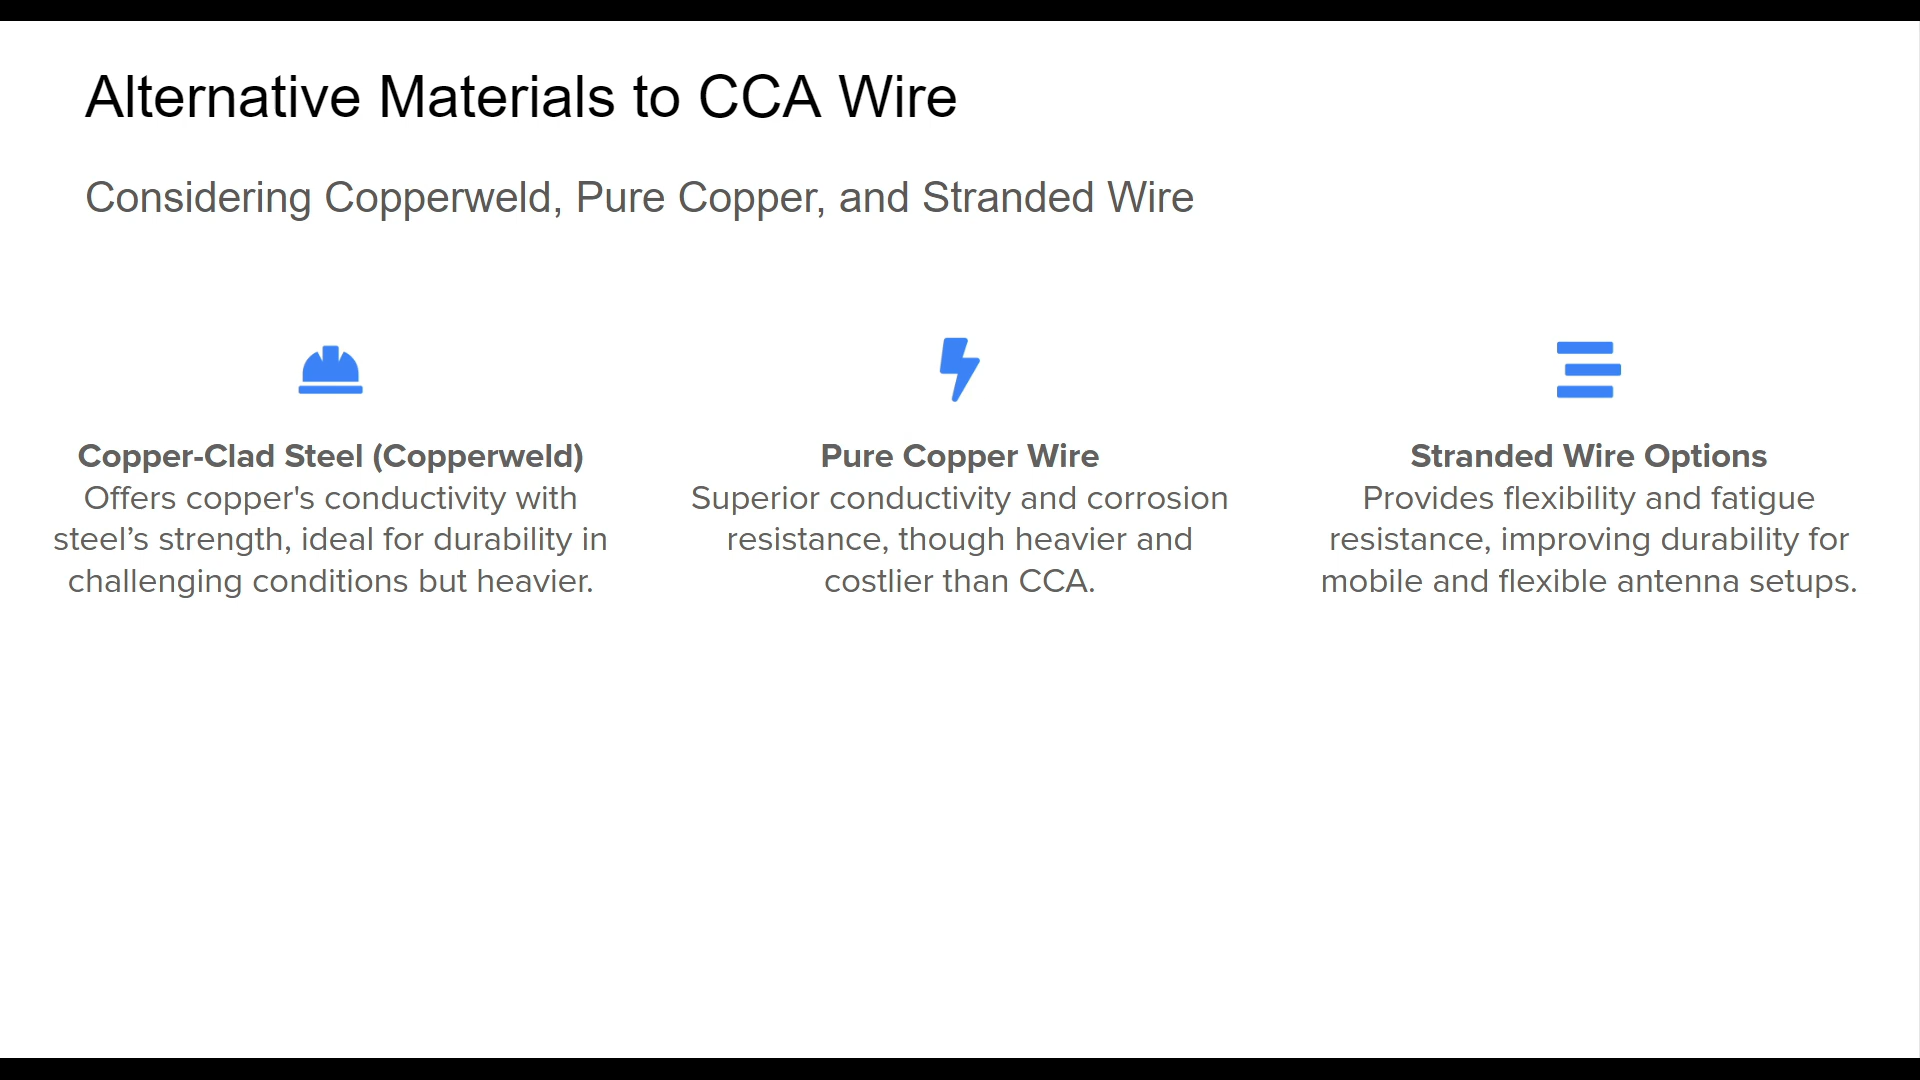 Alternative Materials to CCA Wire
Considering Copperweld, Pure Copper, and Stranded Wire
Copper-Clad Steel (Copperweld)
Offers copper's conductivity with
steel’s strength, ideal for durability in
challenging conditions but heavier.
Pure Copper Wire
Superior conductivity and corrosion
resistance, though heavier and
costlier than CCA.
Stranded Wire Options
Provides flexibility and fatigue
resistance, improving durability for
mobile and flexible antenna setups.